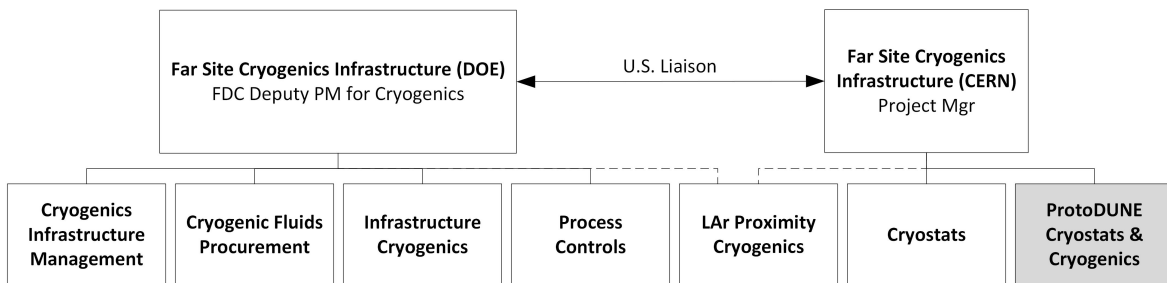 Far Site Cryogenics Infrastructure (DOE)
FDC Deputy PM for Cryogenics
U.S. Liaison
Far Site Cryogenics
Infrastructure (CERN)
Project Mgr
Cryogenics
Infrastructure
Management
Cryogenic Fluids
Procurement
Infrastructure
Cryogenics
Process
Controls
LAr Proximity
Cryogenics
Cryostats
ProtoDUNE
Cryostats &
Cryogenics